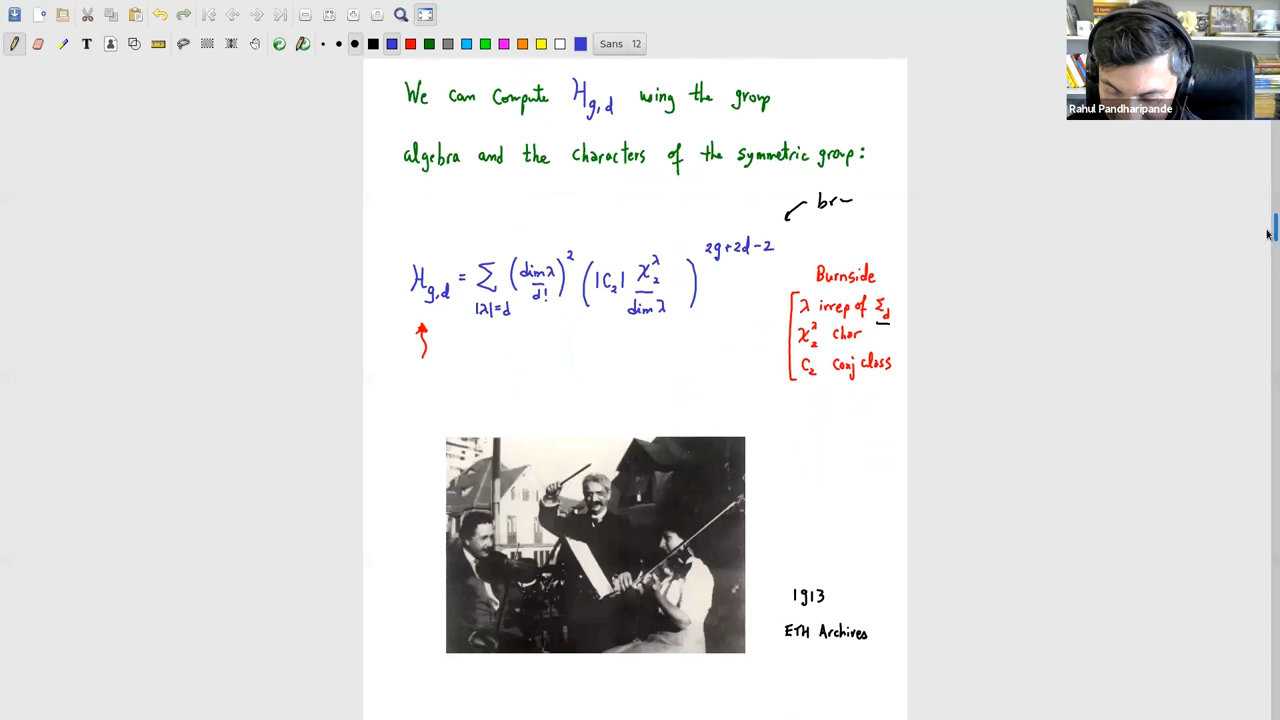 Sans 12
Rahul Pandharipande
We can compute H_{g,d} using the group
algebra and the characters of the symmetric group:
H_{g,d} = ∑_{|λ|=d} (dim λ / d!)^2 (|C_2| χ_2^λ / dim λ)^{2g+2d-2}
Burnside
λ irrep of Σ_d
χ_2^λ char
C_2 conj class
1913
ETH Archives